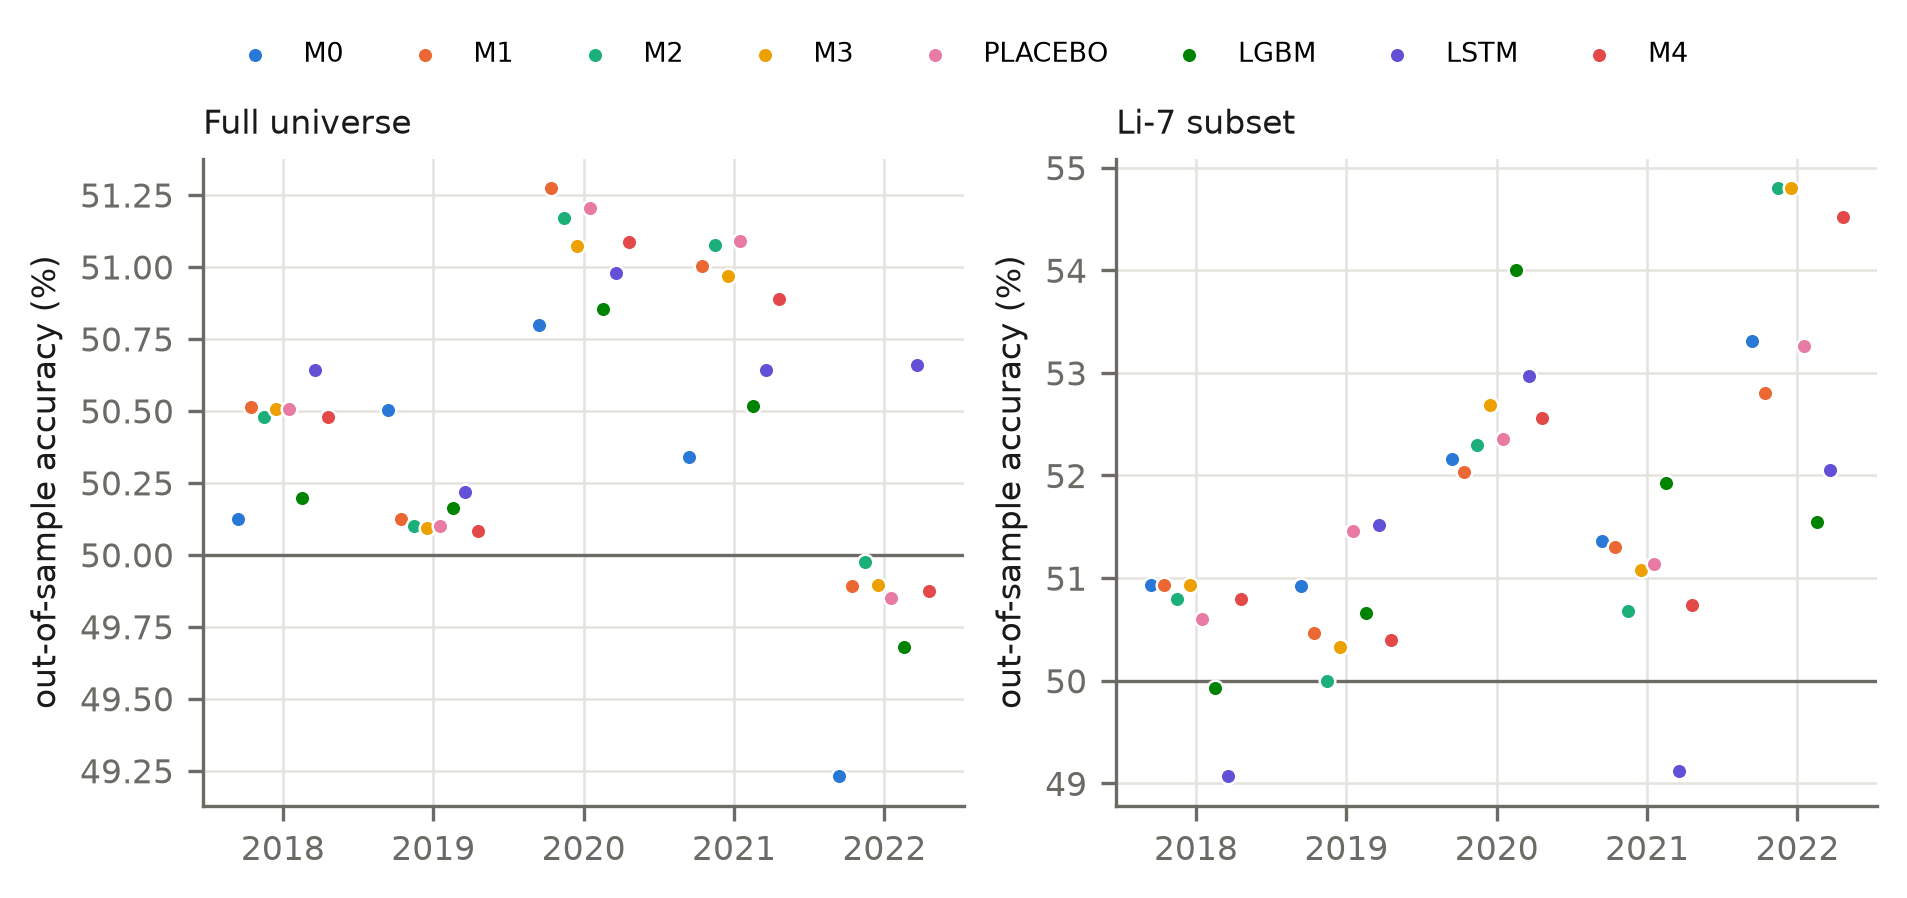 M0 M1 M2 M3 PLACEBO LGBM LSTM M4
Full universe
out-of-sample accuracy (%)
51.25
51.00
50.75
50.50
50.25
50.00
49.75
49.50
49.25
2018 2019 2020 2021 2022
Li-7 subset
out-of-sample accuracy (%)
55
54
53
52
51
50
49
2018 2019 2020 2021 2022